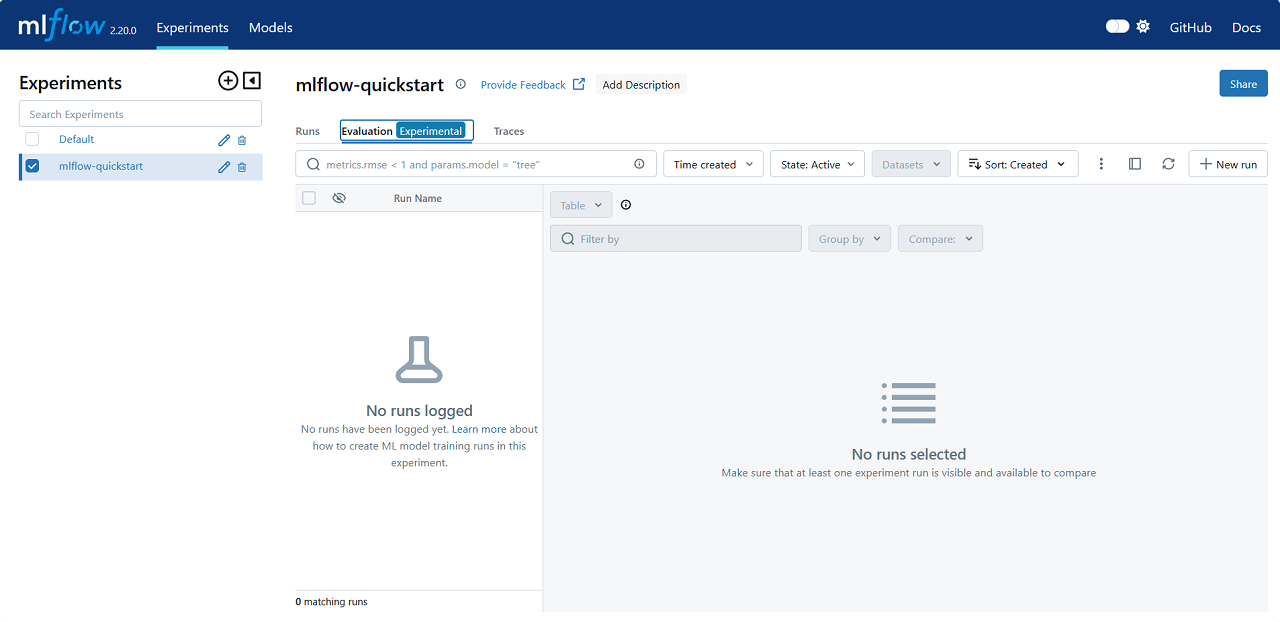 mlflow 2.20.0 Experiments Models GitHub Docs
Experiments
Search Experiments
Default
mlflow-quickstart
mlflow-quickstart Provide Feedback Add Description Share
Runs Evaluation Experimental Traces
metrics.rmse < 1 and params.model = "tree" Time created State: Active Datasets Sort: Created New run
Run Name
Table
Filter by Group by Compare:
No runs logged
No runs have been logged yet. Learn more about
how to create ML model training runs in this
experiment.
No runs selected
Make sure that at least one experiment run is visible and available to compare
0 matching runs